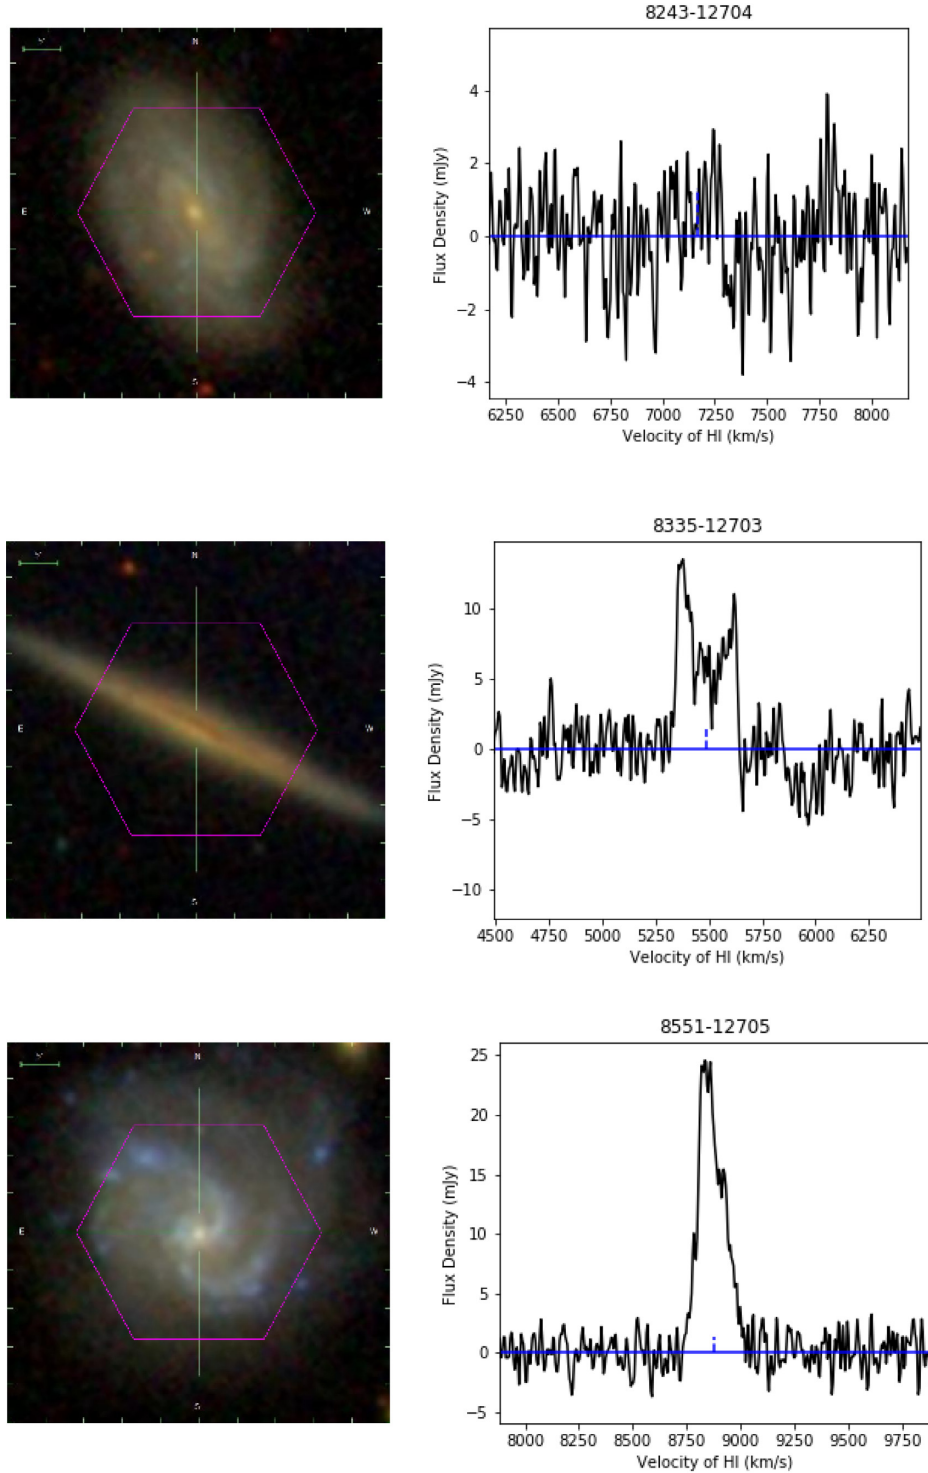 8243-12704
5"
N
E
W
S
Flux Density (mJy)
4
2
0
−2
−4
6250 6500 6750 7000 7250 7500 7750 8000
Velocity of HI (km/s)
8335-12703
5"
N
E
W
S
Flux Density (mJy)
10
5
0
−5
−10
4500 4750 5000 5250 5500 5750 6000 6250
Velocity of HI (km/s)
8551-12705
5"
N
E
W
S
Flux Density (mJy)
25
20
15
10
5
0
−5
8000 8250 8500 8750 9000 9250 9500 9750
Velocity of HI (km/s)